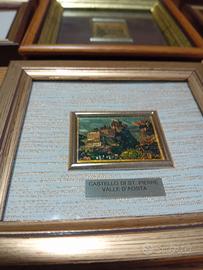 CASTELLO DI ST. PIERRE
VALLE D'AOSTA